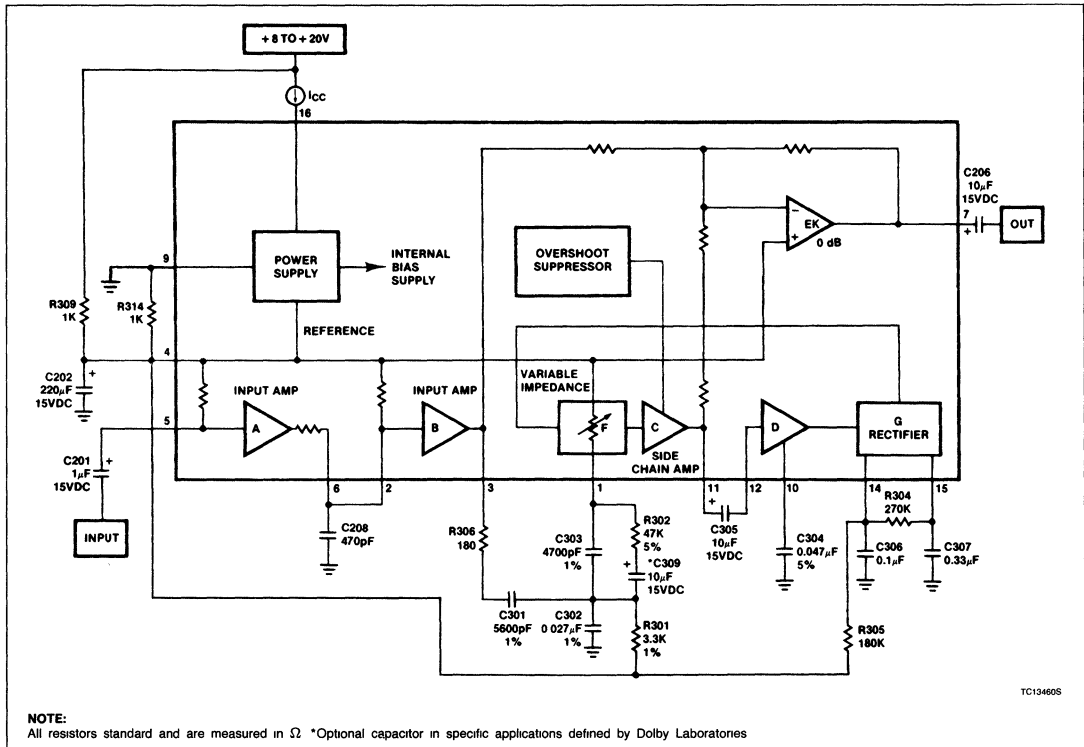 +8 TO +20V
ICC
16
C206
10µF
15VDC
7
+
OUT
−
EK
+
0 dB
9
POWER
SUPPLY
INTERNAL
BIAS
SUPPLY
OVERSHOOT
SUPPRESSOR
R309
1K
R314
1K
REFERENCE
4
+
C202
220µF
15VDC
INPUT AMP
INPUT AMP
VARIABLE
IMPEDANCE
A
B
F
C
SIDE
CHAIN AMP
D
G
RECTIFIER
5
C201
1µF
15VDC
+
INPUT
6
2
3
1
11
12
10
14
15
C208
470pF
R306
180
C303
4700pF
1%
R302
47K
5%
+
*C309
10µF
15VDC
+
C305
10µF
15VDC
C304
0.047µF
5%
R304
270K
C306
0.1µF
C307
0.33µF
C301
5600pF
1%
C302
0 027µF
1%
R301
3.3K
1%
R305
180K
TC13460S
NOTE:
All resistors standard and are measured in Ω *Optional capacitor in specific applications defined by Dolby Laboratories